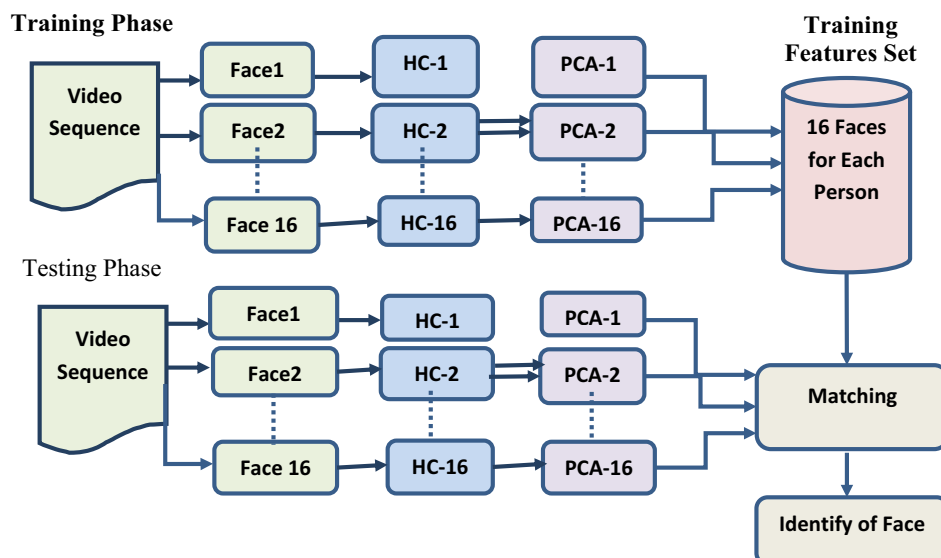 Training Phase
Training
Features Set
Video
Sequence
Face1
HC-1
PCA-1
Face2
HC-2
PCA-2
Face 16
HC-16
PCA-16
16 Faces
for Each
Person
Testing Phase
Video
Sequence
Face1
HC-1
PCA-1
Face2
HC-2
PCA-2
Face 16
HC-16
PCA-16
Matching
Identify of Face